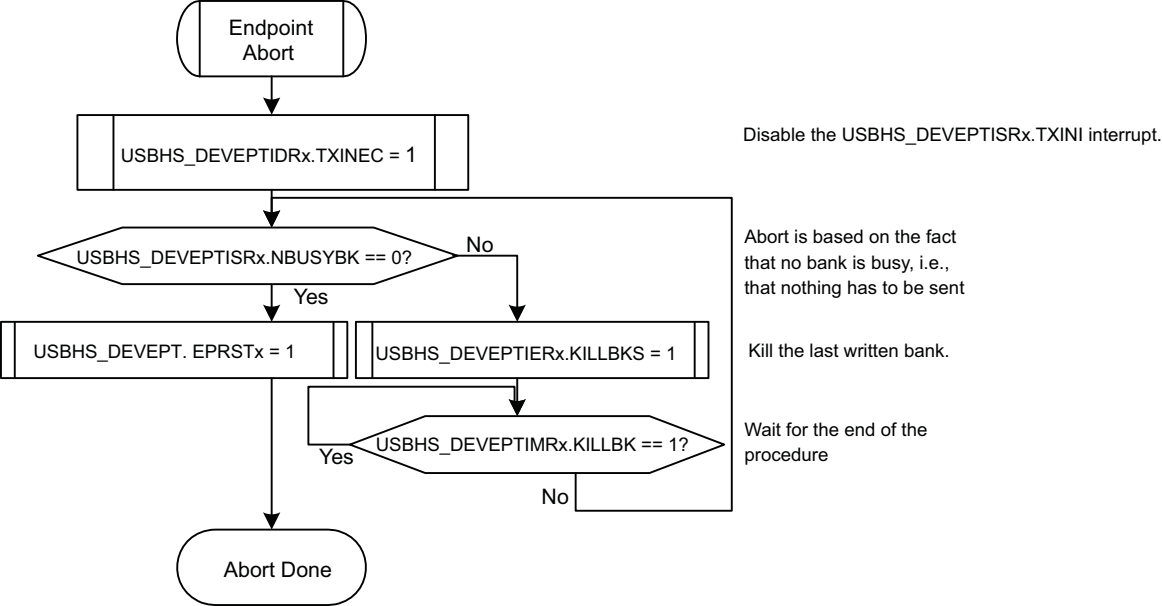 Endpoint
Abort
USBHS_DEVEPTIDRx.TXINEC = 1
Disable the USBHS_DEVEPTISRx.TXINI interrupt.
USBHS_DEVEPTISRx.NBUSYBK == 0?
No
Yes
Abort is based on the fact
that no bank is busy, i.e.,
that nothing has to be sent
USBHS_DEVEPT. EPRSTx = 1
USBHS_DEVEPTIERx.KILLBKS = 1
Kill the last written bank.
USBHS_DEVEPTIMRx.KILLBK == 1?
Yes
No
Wait for the end of the
procedure
Abort Done